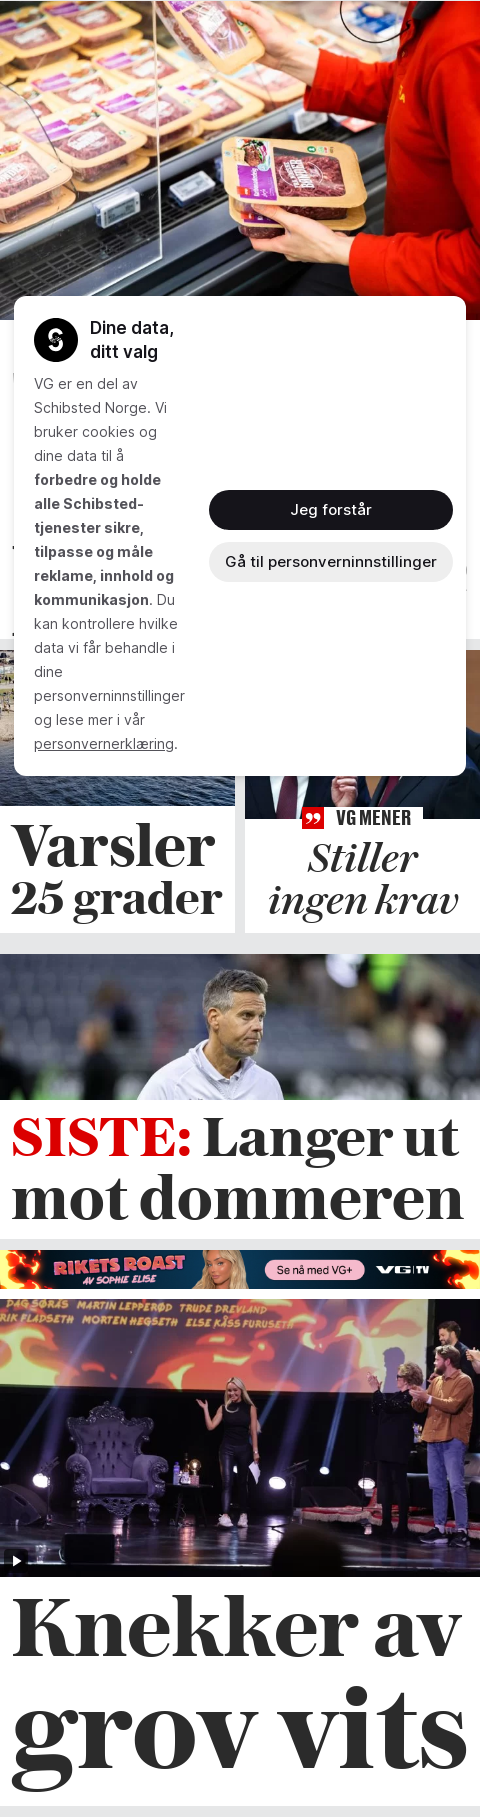 Dine data,
ditt valg
VG er en del av
Schibsted Norge. Vi
bruker cookies og
dine data til å
forbedre og holde
alle Schibsted-
tjenester sikre,
tilpasse og måle
reklame, innhold og
kommunikasjon. Du
kan kontrollere hvilke
data vi får behandle i
dine
personverninnstillinger
og lese mer i vår
personvernerklæring.
Jeg forstår
Gå til personverninnstillinger
Varsler
25 grader
VG MENER
Stiller
ingen krav
SISTE: Langer ut
mot dommeren
RIKETS ROAST
AV SOPHIE ELISE
Se nå med VG+
VG TV
DAG SØRÅS MARTIN LEPPERØD TRUDE DREVLAND
RIK FLADSETH MORTEN HEGSETH ELSE KÅSS FURUSETH
Knekker av
grov vits